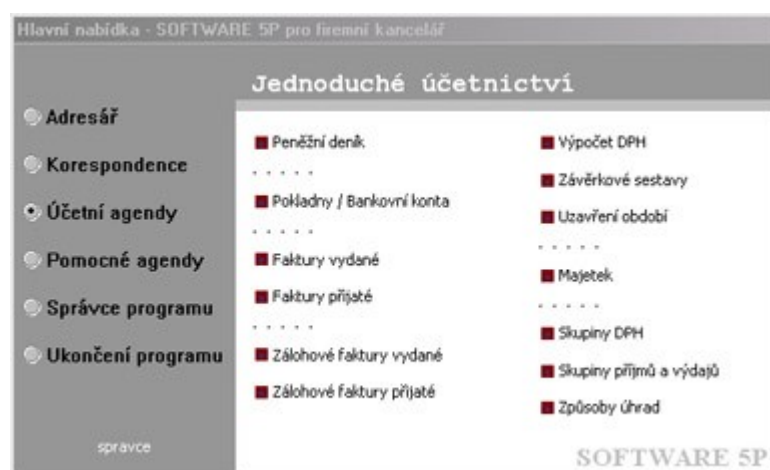 Hlavní nabídka - SOFTWARE 5P pro firemní kancelář
Jednoduché účetnictví
Adresář
Korespondence
Účetní agendy
Pomocné agendy
Správce programu
Ukončení programu
správce
Peněžní deník
. . . . .
Pokladny / Bankovní konta
. . . . .
Faktury vydané
Faktury přijaté
. . . . .
Zálohové faktury vydané
Zálohové faktury přijaté
Výpočet DPH
Závěrkové sestavy
Uzavření období
. . . . .
Majetek
. . . . .
Skupiny DPH
Skupiny příjmů a výdajů
Způsoby úhrad
SOFTWARE 5P